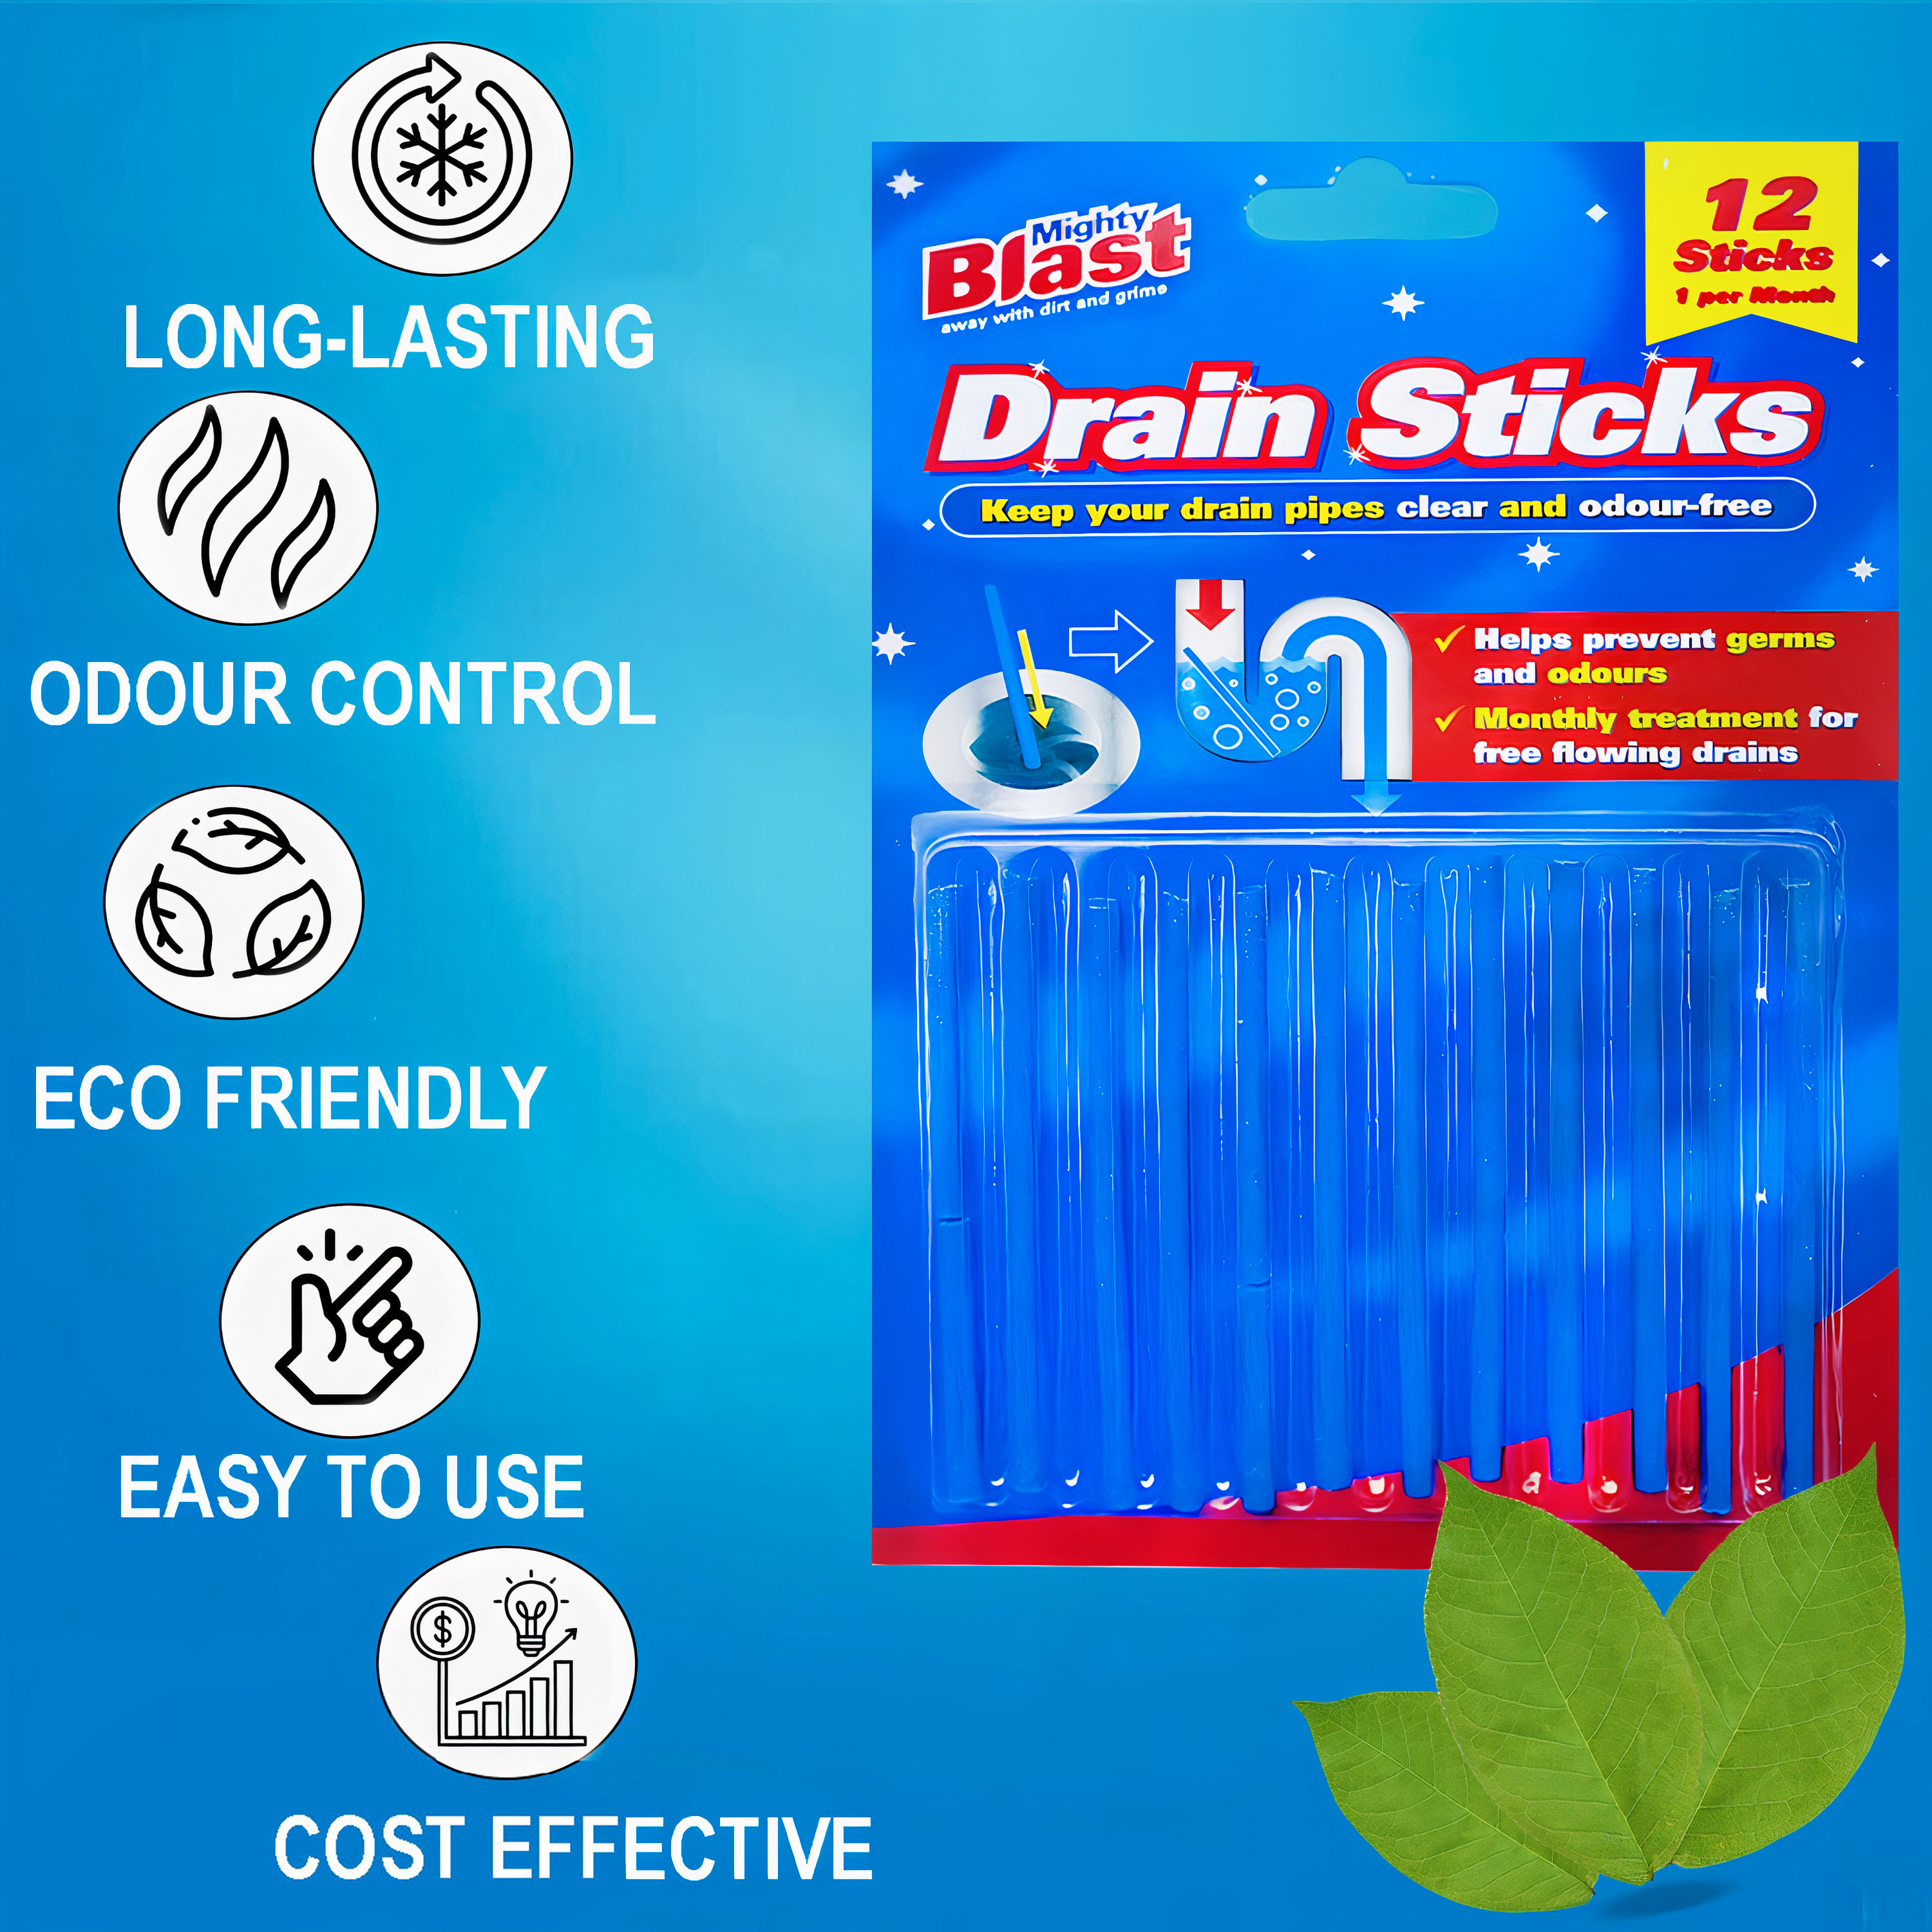 LONG-LASTING
ODOUR CONTROL
ECO FRIENDLY
EASY TO USE
COST EFFECTIVE
Mighty
Blast
away with dirt and grime
12
Sticks
1 per Month
Drain Sticks
Keep your drain pipes clear and odour-free
Helps prevent germs
and odours
Monthly treatment for
free flowing drains